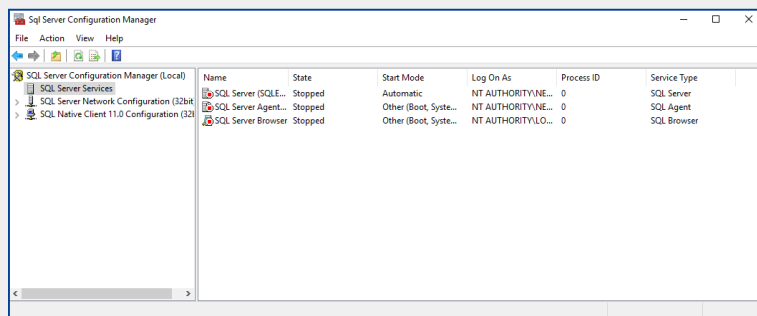 Sql Server Configuration Manager
File Action View Help
SQL Server Configuration Manager (Local)
SQL Server Services
SQL Server Network Configuration (32bit
SQL Native Client 11.0 Configuration (32l
Name State Start Mode Log On As Process ID Service Type
SQL Server (SQLE... Stopped Automatic NT AUTHORITY\NE... 0 SQL Server
SQL Server Agent... Stopped Other (Boot, Syste... NT AUTHORITY\NE... 0 SQL Agent
SQL Server Browser Stopped Other (Boot, Syste... NT AUTHORITY\LO... 0 SQL Browser